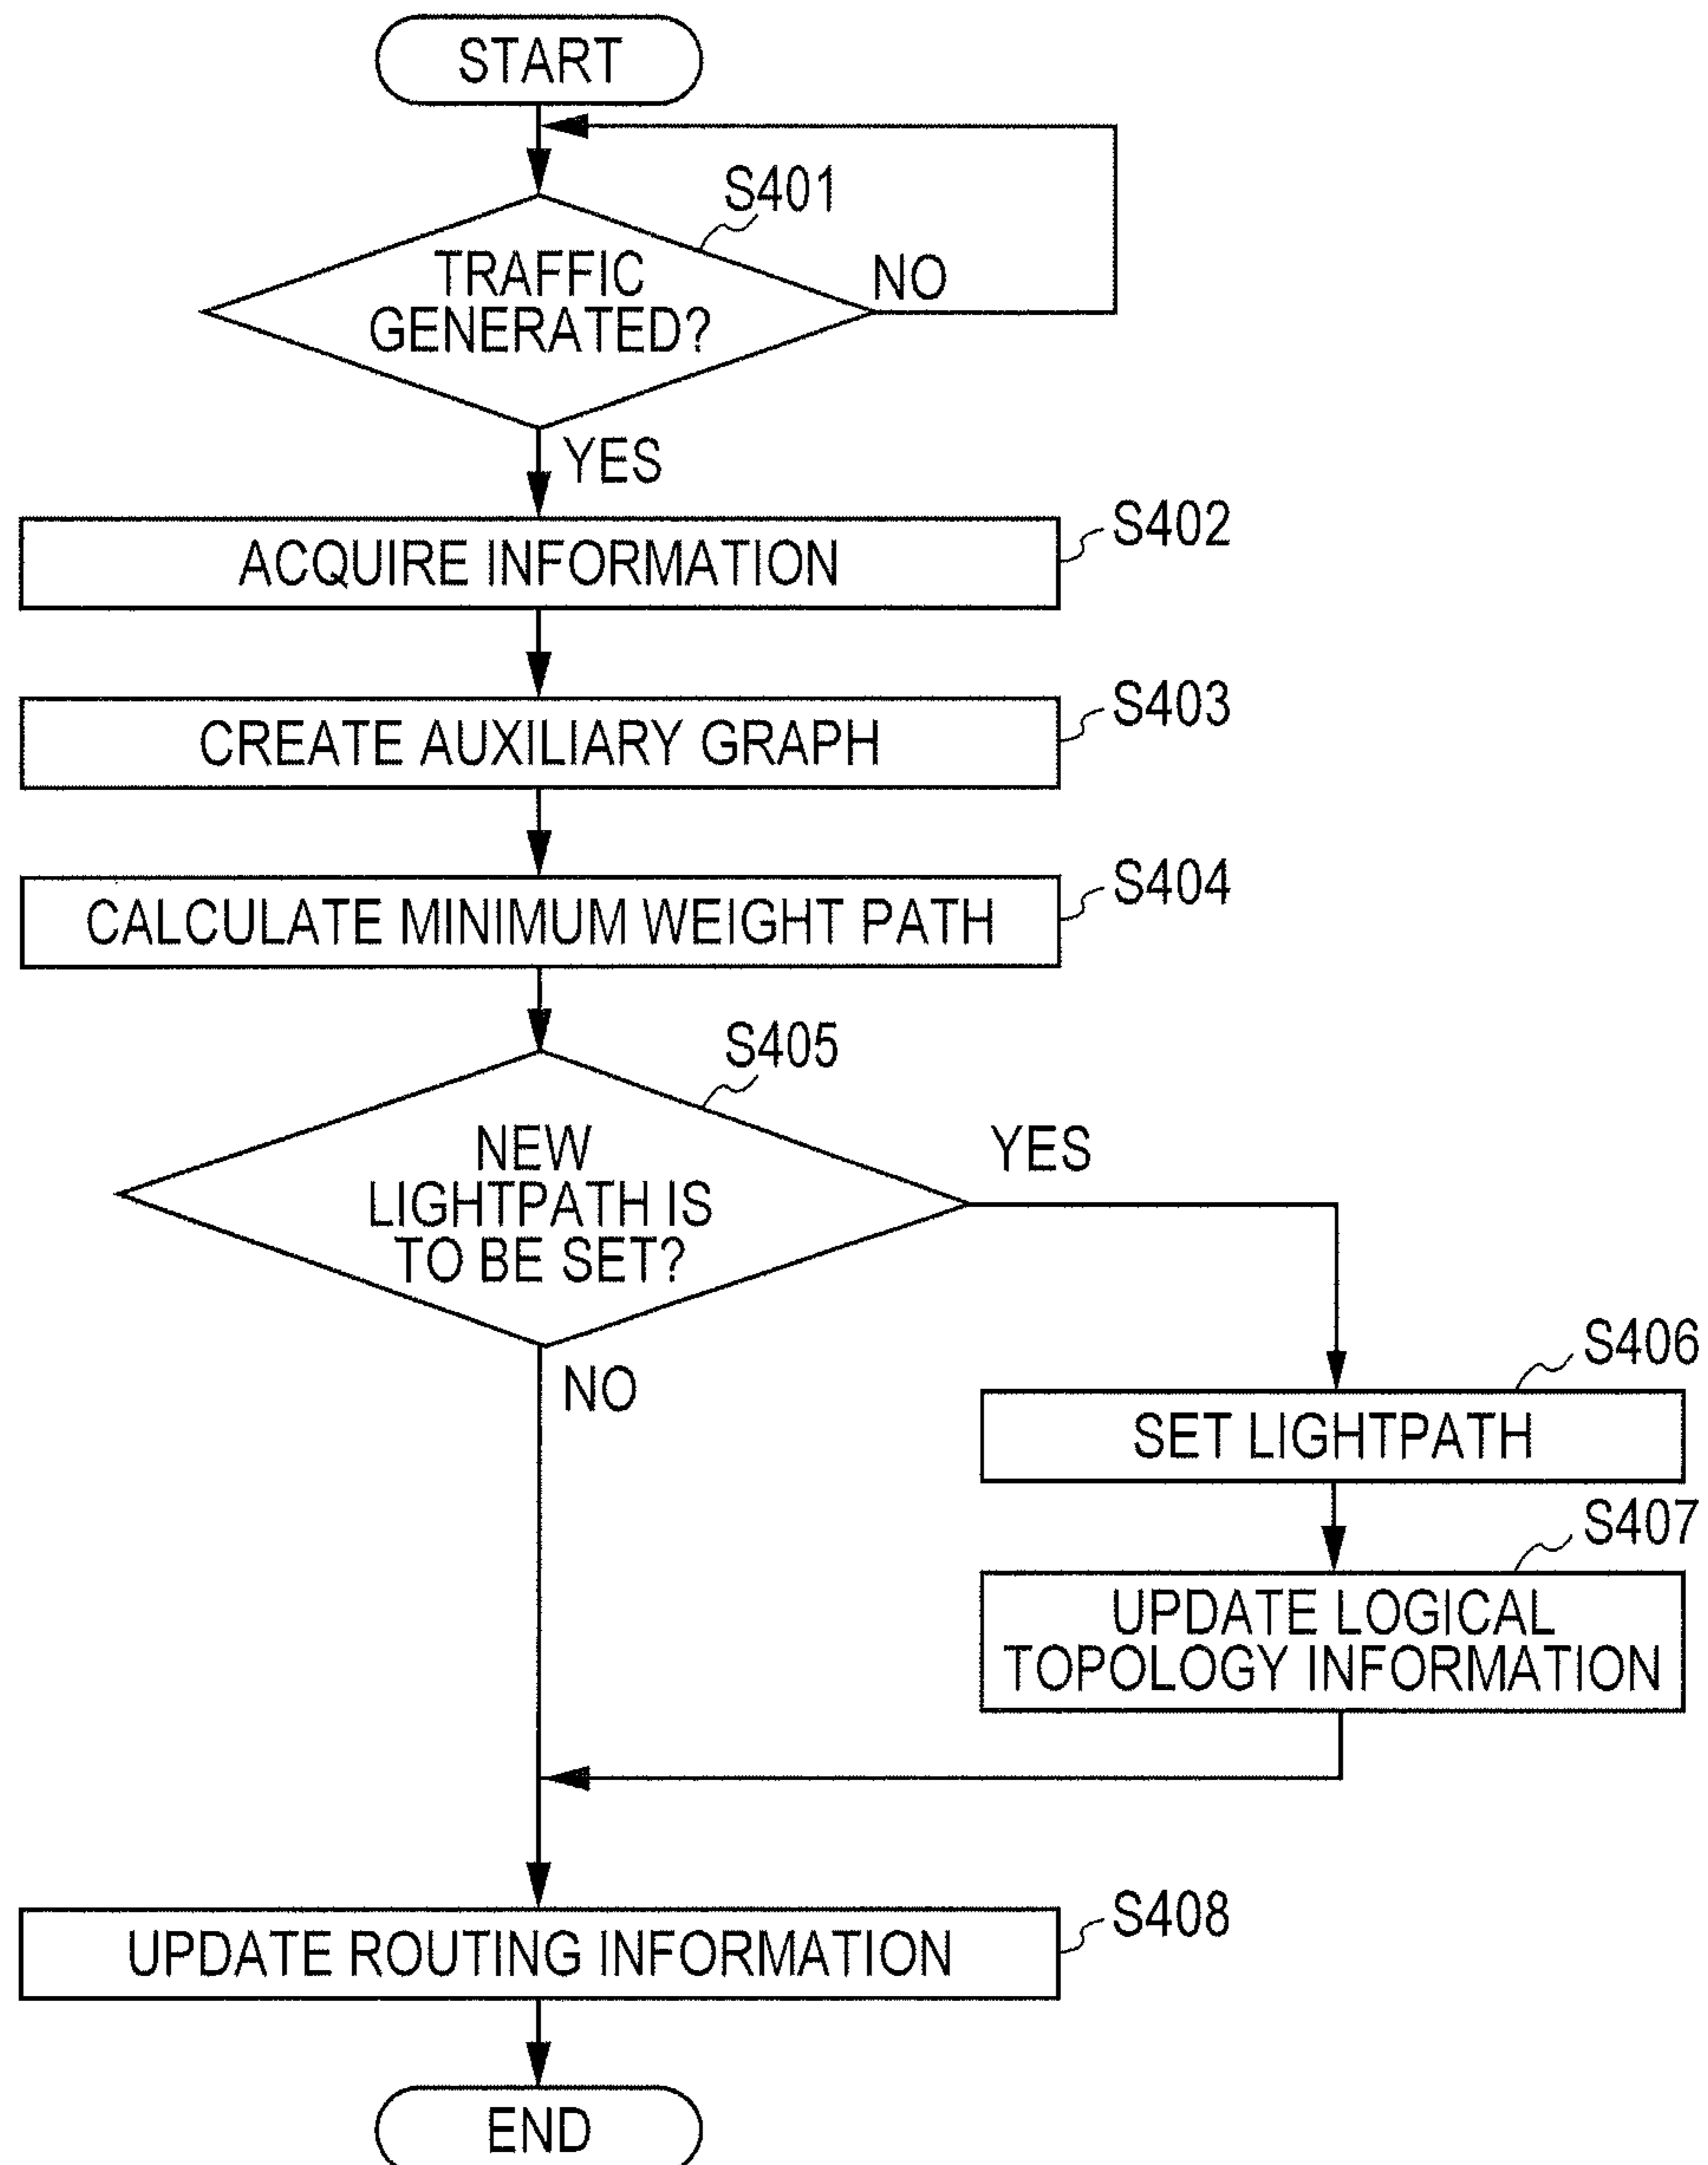 START
S401
TRAFFIC
GENERATED?
NO
YES
ACQUIRE INFORMATION
S402
CREATE AUXILIARY GRAPH
S403
CALCULATE MINIMUM WEIGHT PATH
S404
S405
NEW
LIGHTPATH IS
TO BE SET?
YES
NO
S406
SET LIGHTPATH
S407
UPDATE LOGICAL
TOPOLOGY INFORMATION
UPDATE ROUTING INFORMATION
S408
END